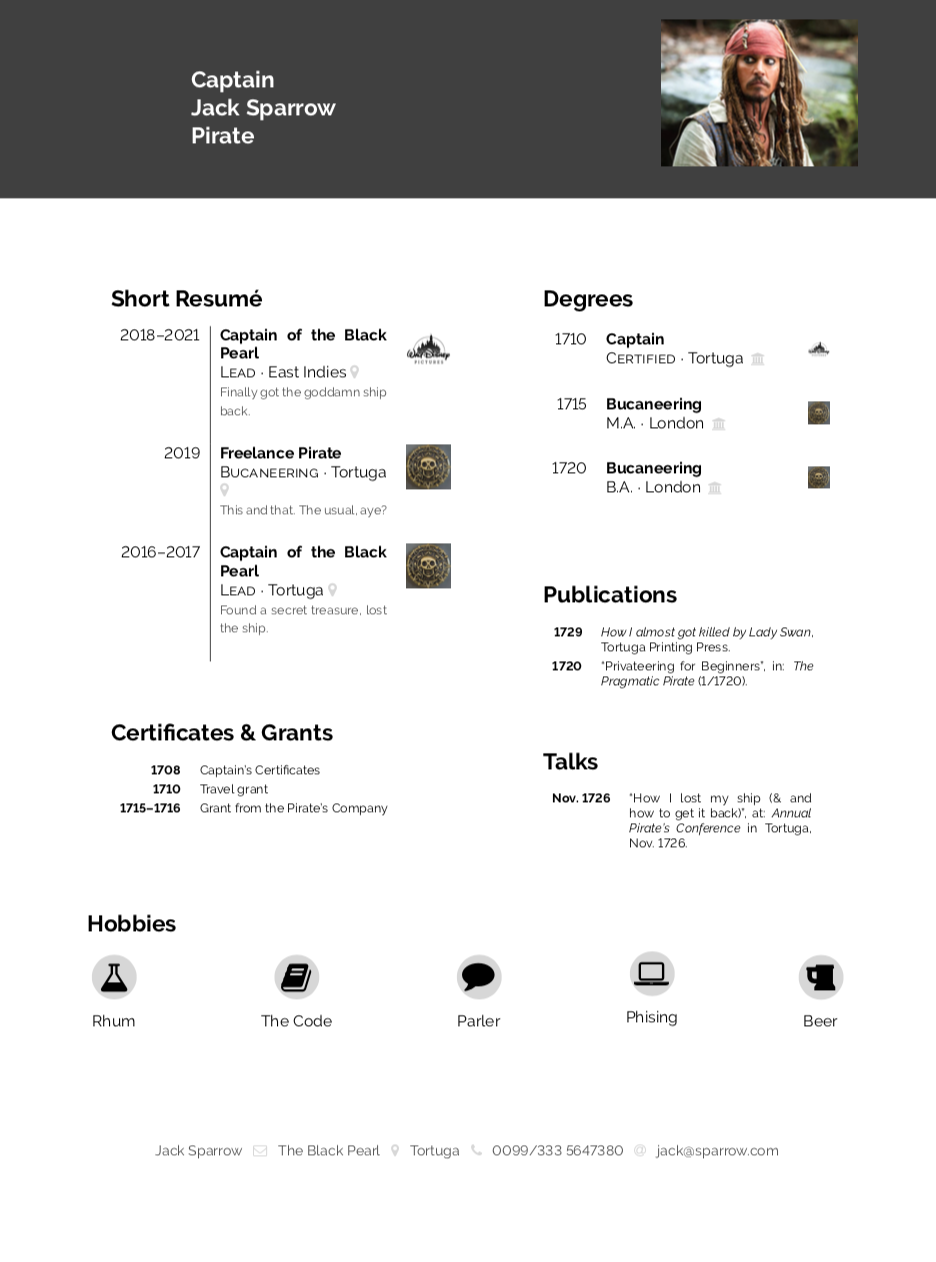 Captain
Jack Sparrow
Pirate
Short Resumé
2018–2021
Captain of the Black
Pearl
LEAD · East Indies
Finally got the goddamn ship
back.
WALT DISNEY
PICTURES
2019
Freelance Pirate
BUCANEERING · Tortuga
This and that. The usual, aye?
2016–2017
Captain of the Black
Pearl
LEAD · Tortuga
Found a secret treasure, lost
the ship.
Certificates & Grants
1708 Captain's Certificates
1710 Travel grant
1715–1716 Grant from the Pirate's Company
Degrees
1710 Captain
CERTIFIED · Tortuga
1715 Bucaneering
M.A. · London
1720 Bucaneering
B.A. · London
Publications
1729 How I almost got killed by Lady Swan,
Tortuga Printing Press.
1720 "Privateering for Beginners", in: The
Pragmatic Pirate (1/1720).
Talks
Nov. 1726 "How I lost my ship (& and
how to get it back)", at: Annual
Pirate's Conference in Tortuga,
Nov. 1726.
Hobbies
Rhum The Code Parler Phising Beer
Jack Sparrow The Black Pearl Tortuga 0099/333 5647380 @ jack@sparrow.com